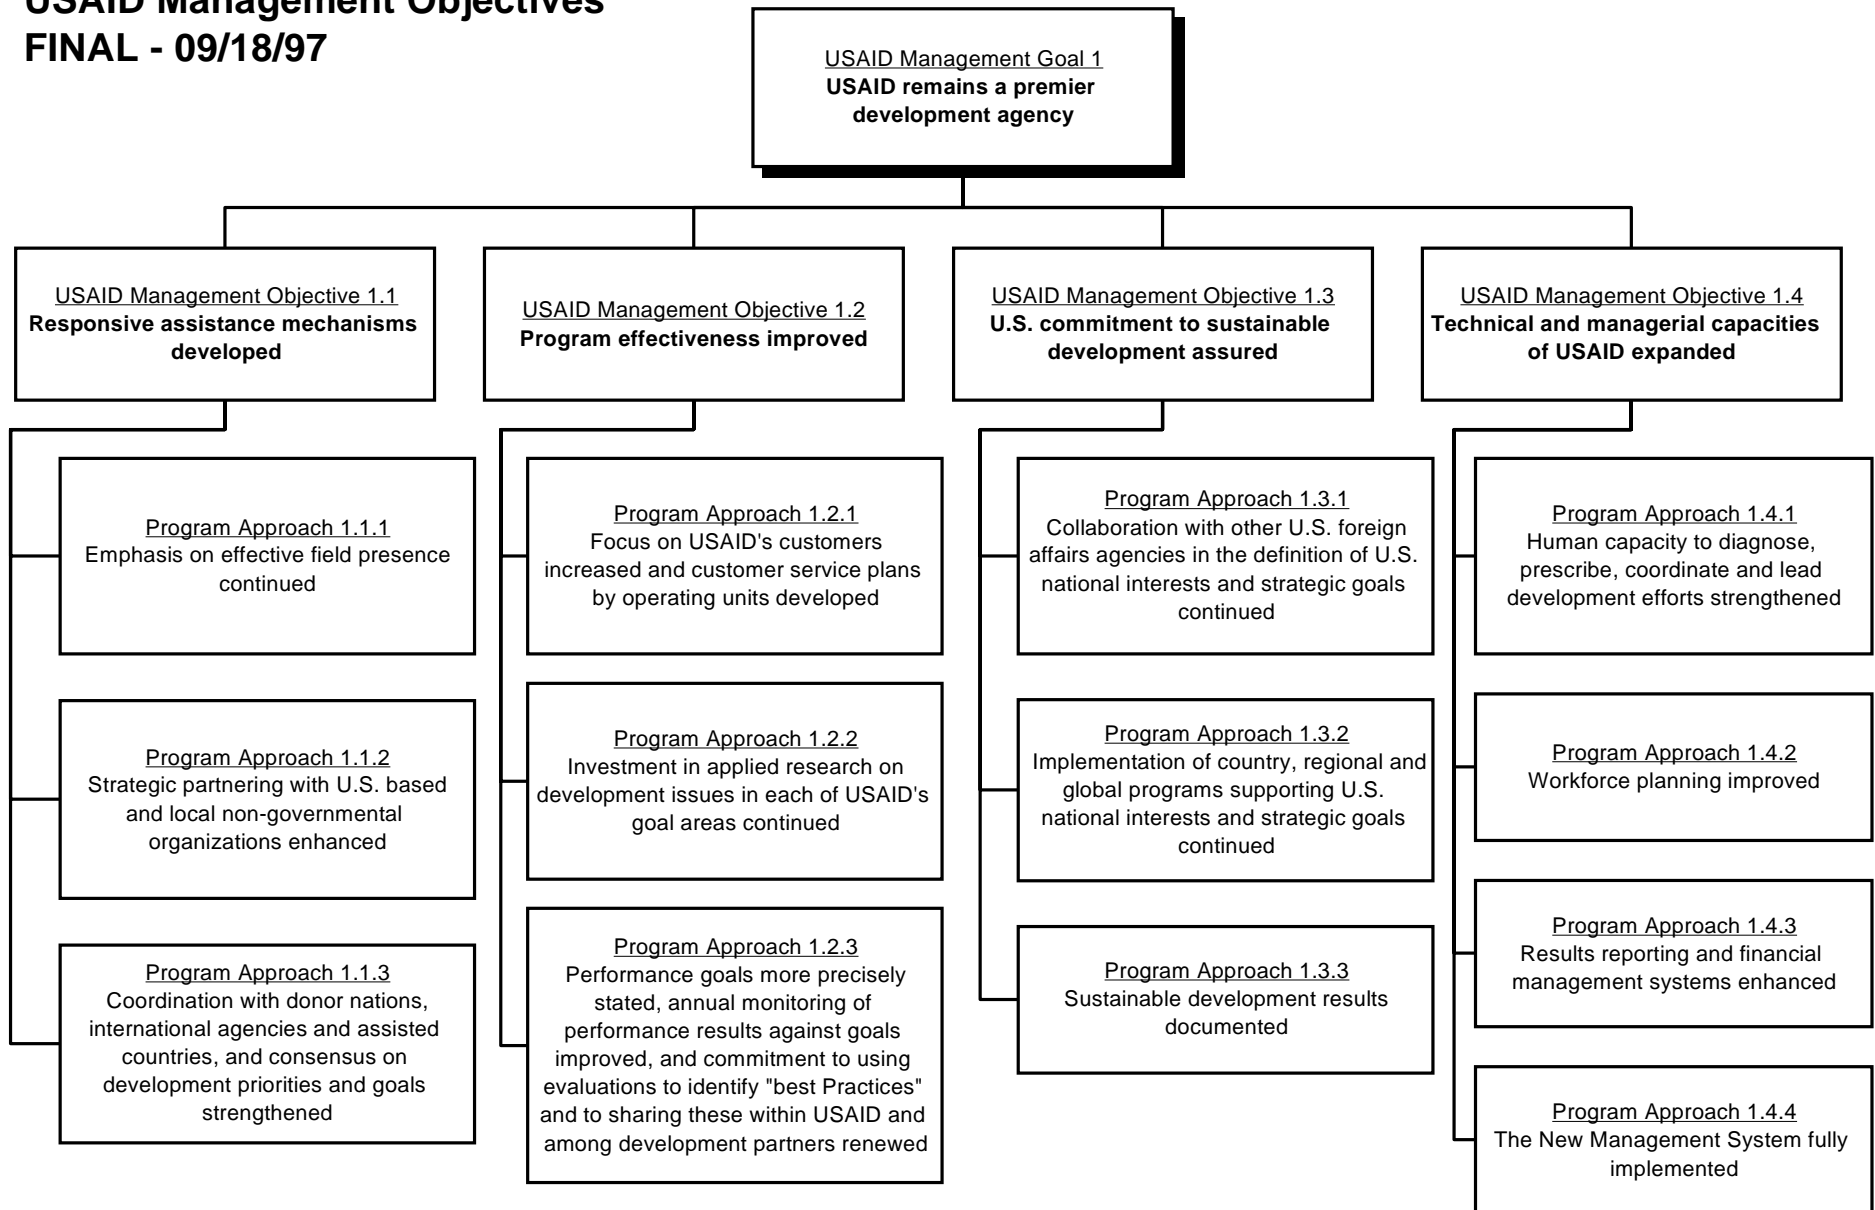 USAID Management Objectives
FINAL - 09/18/97
USAID Management Goal 1
USAID remains a premier
development agency
USAID Management Objective 1.1
Responsive assistance mechanisms
developed
USAID Management Objective 1.2
Program effectiveness improved
USAID Management Objective 1.3
U.S. commitment to sustainable
development assured
USAID Management Objective 1.4
Technical and managerial capacities
of USAID expanded
Program Approach 1.1.1
Emphasis on effective field presence
continued
Program Approach 1.1.2
Strategic partnering with U.S. based
and local non-governmental
organizations enhanced
Program Approach 1.1.3
Coordination with donor nations,
international agencies and assisted
countries, and consensus on
development priorities and goals
strengthened
Program Approach 1.2.1
Focus on USAID's customers
increased and customer service plans
by operating units developed
Program Approach 1.2.2
Investment in applied research on
development issues in each of USAID's
goal areas continued
Program Approach 1.2.3
Performance goals more precisely
stated, annual monitoring of
performance results against goals
improved, and commitment to using
evaluations to identify "best Practices"
and to sharing these within USAID and
among development partners renewed
Program Approach 1.3.1
Collaboration with other U.S. foreign
affairs agencies in the definition of U.S.
national interests and strategic goals
continued
Program Approach 1.3.2
Implementation of country, regional and
global programs supporting U.S.
national interests and strategic goals
continued
Program Approach 1.3.3
Sustainable development results
documented
Program Approach 1.4.1
Human capacity to diagnose,
prescribe, coordinate and lead
development efforts strengthened
Program Approach 1.4.2
Workforce planning improved
Program Approach 1.4.3
Results reporting and financial
management systems enhanced
Program Approach 1.4.4
The New Management System fully
implemented